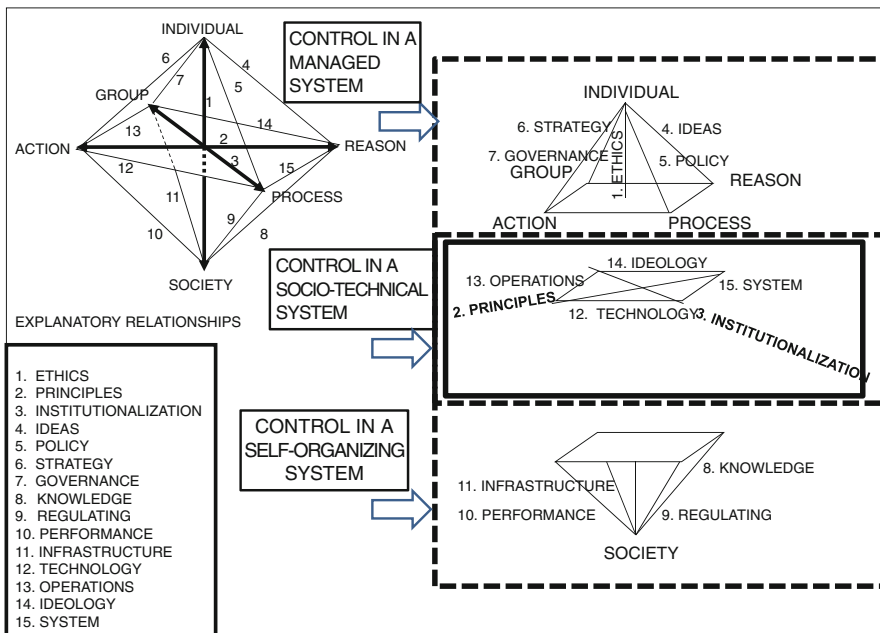 INDIVIDUAL
6
4
7
5
GROUP
1
14
13
2
ACTION
REASON
3
15
12
PROCESS
11
9
10
8
SOCIETY
EXPLANATORY RELATIONSHIPS
1. ETHICS
2. PRINCIPLES
3. INSTITUTIONALIZATION
4. IDEAS
5. POLICY
6. STRATEGY
7. GOVERNANCE
8. KNOWLEDGE
9. REGULATING
10. PERFORMANCE
11. INFRASTRUCTURE
12. TECHNOLOGY
13. OPERATIONS
14. IDEOLOGY
15. SYSTEM
CONTROL IN A
MANAGED
SYSTEM
INDIVIDUAL
6. STRATEGY
4. IDEAS
7. GOVERNANCE
1. ETHICS
5. POLICY
GROUP
REASON
ACTION
PROCESS
CONTROL IN A
SOCIO-TECHNICAL
SYSTEM
14. IDEOLOGY
13. OPERATIONS
15. SYSTEM
2. PRINCIPLES
12. TECHNOLOGY
3. INSTITUTIONALIZATION
CONTROL IN A
SELF-ORGANIZING
SYSTEM
8. KNOWLEDGE
11. INFRASTRUCTURE
10. PERFORMANCE
9. REGULATING
SOCIETY